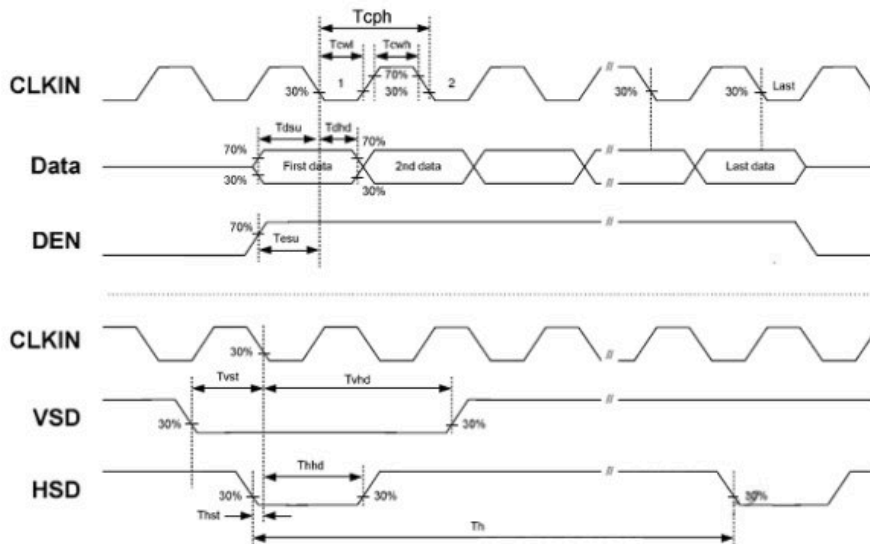 Tcph
Tcwl Tcwh
CLKIN 30% 1 70% 30% 2 30% 30% Last
Tdsu Tdhd
Data 70% 30% First data 70% 30% 2nd data Last data
DEN 70% Tesu
CLKIN 30%
Tvst Tvhd
VSD 30% 30%
Thhd
HSD 30% 30% 30%
Thst
Th